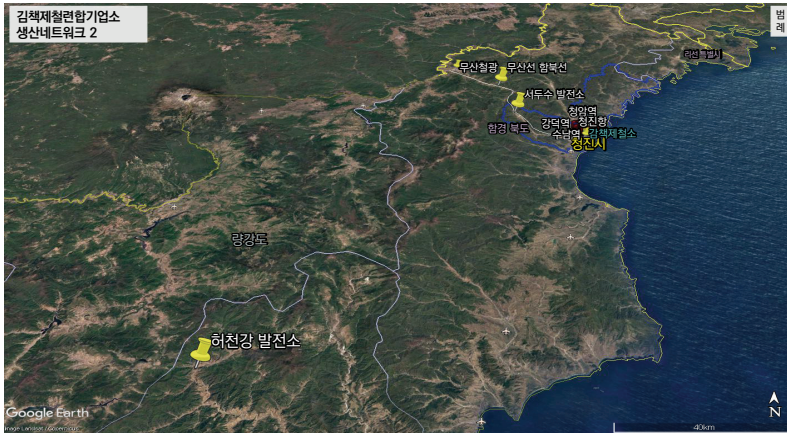 김책제철련합기업소
생산네트워크 2
범
례
라선특별시
무산철광
무산선 함북선
서두수 발전소
청암역
강덕역
청진항
함경 북도
수남역
김책제철소
청진시
량강도
허천강 발전소
Google Earth
Image Landsat / Copernicus
N
40km